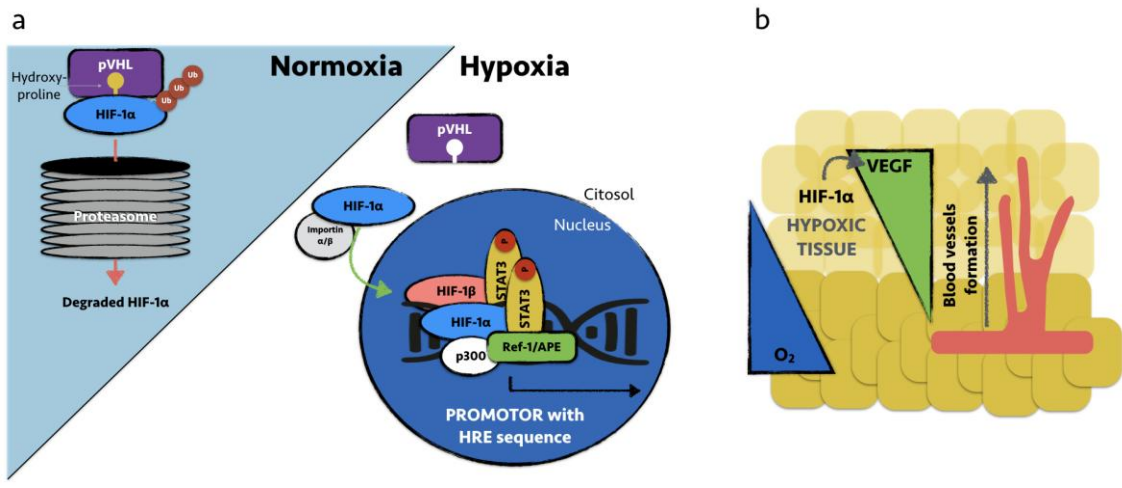 a
Normoxia
Hypoxia
pVHL
Hydroxy-
proline
Ub
Ub
Ub
HIF-1α
Proteasome
Degraded HIF-1α
pVHL
HIF-1α
Importin
α/β
Citosol
Nucleus
P
P
STAT3
STAT3
HIF-1β
HIF-1α
p300
Ref-1/APE
PROMOTOR with
HRE sequence
b
VEGF
HIF-1α
HYPOXIC
TISSUE
Blood vessels
formation
O₂